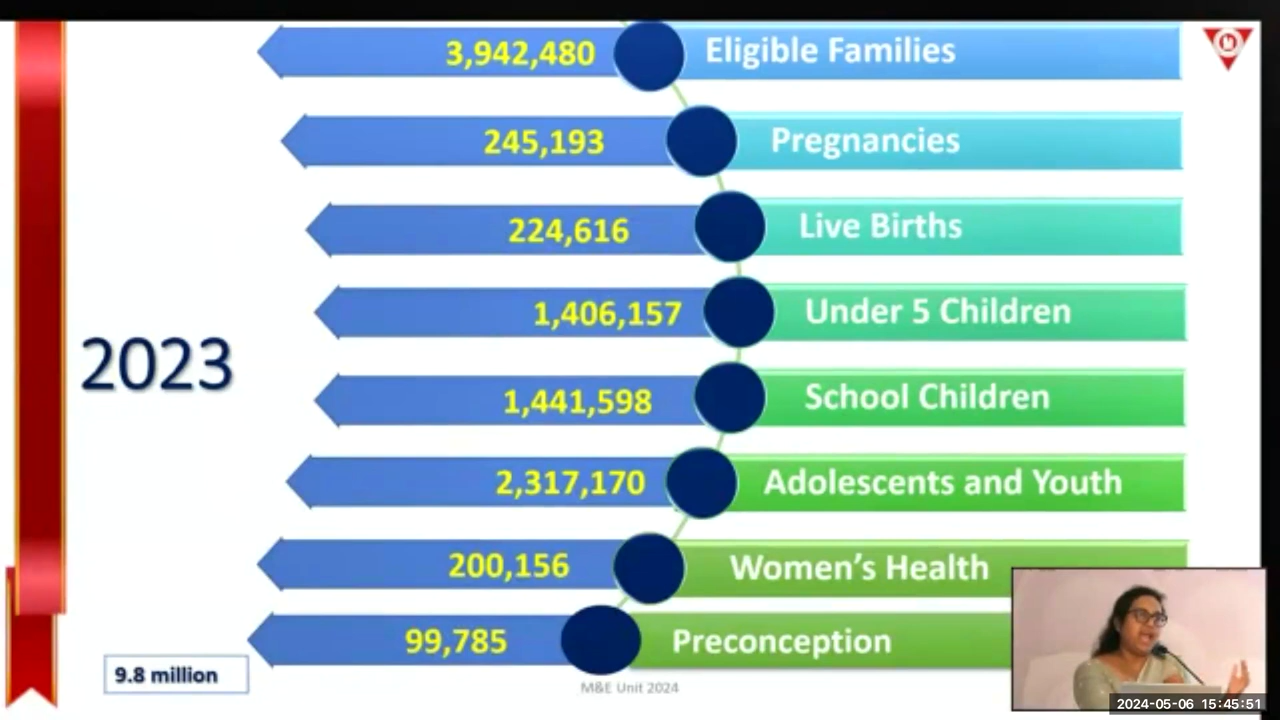 3,942,480 Eligible Families
245,193 Pregnancies
224,616 Live Births
1,406,157 Under 5 Children
2023
1,441,598 School Children
2,317,170 Adolescents and Youth
200,156 Women's Health
99,785 Preconception
9.8 million
M&E Unit 2024
2024-05-06 15:45:51